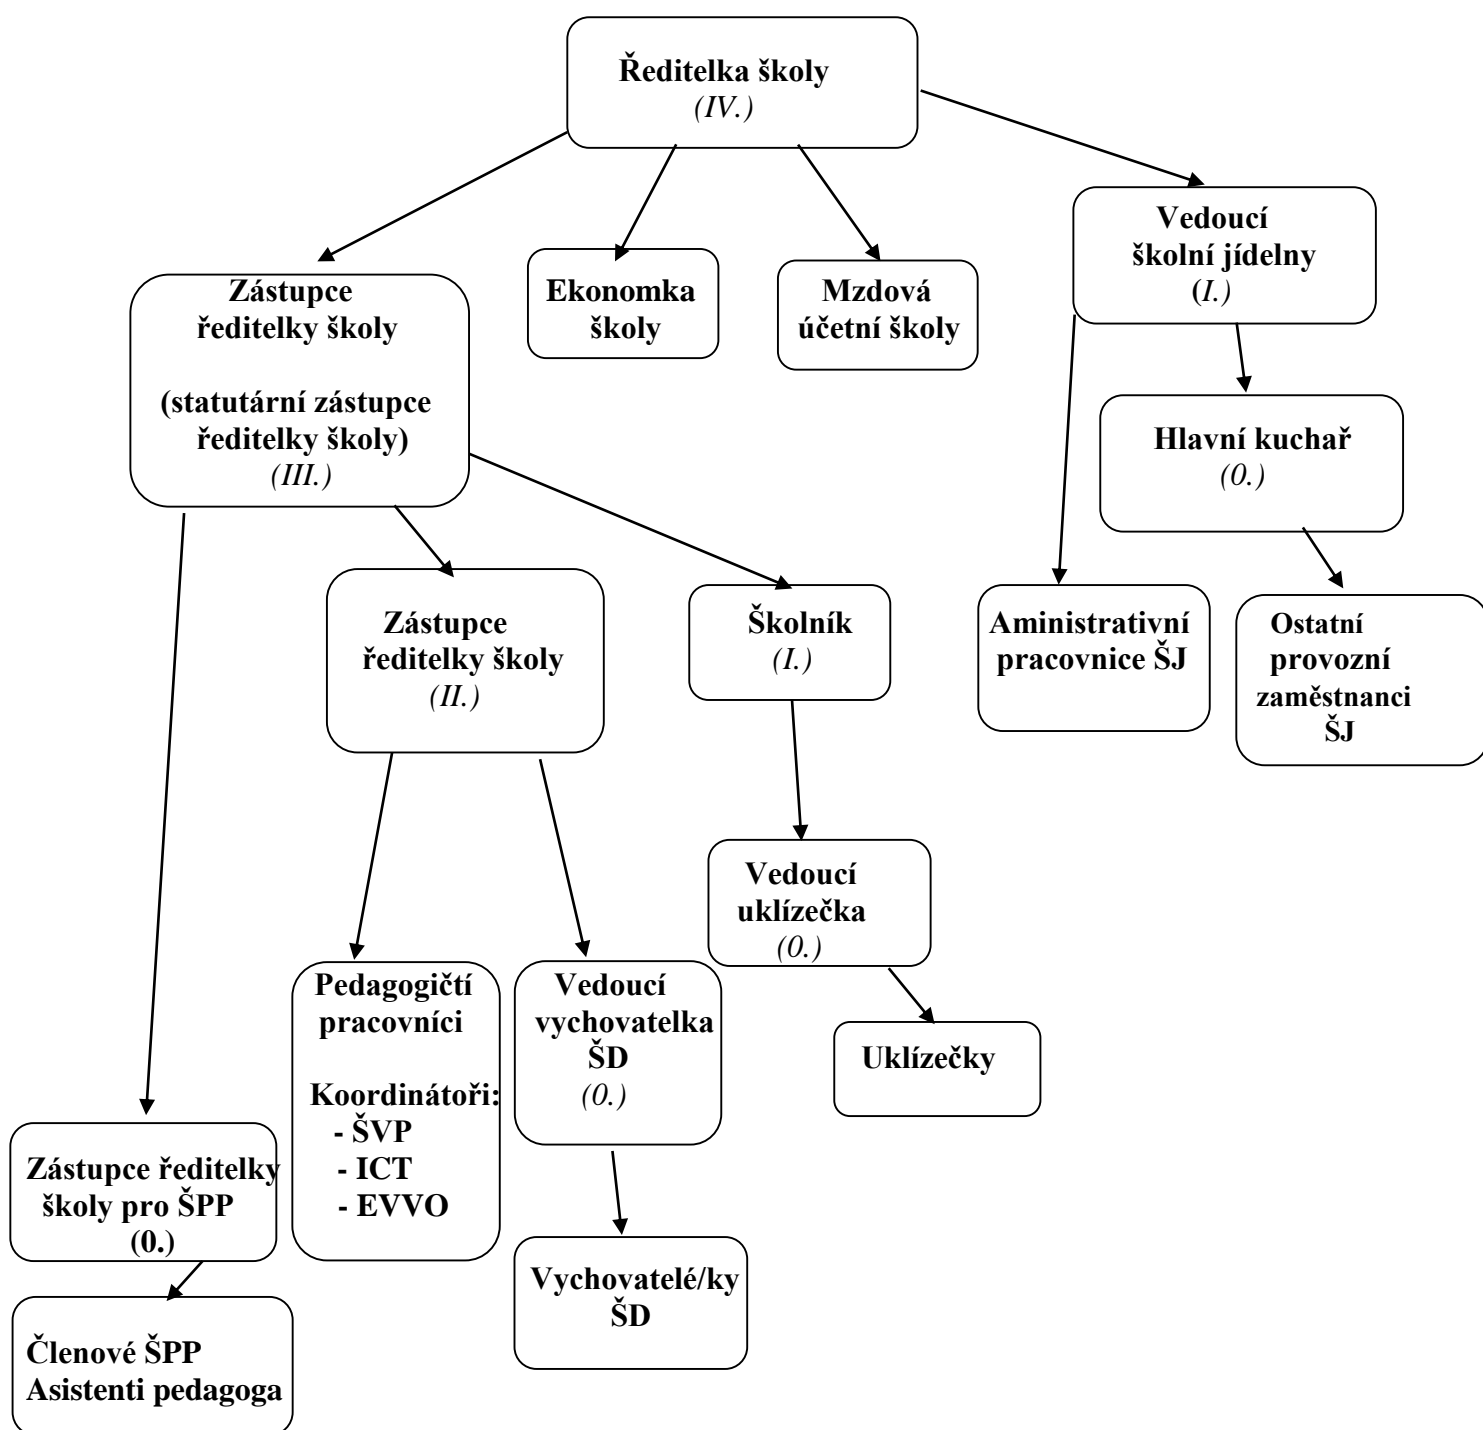 Ředitelka školy
(IV.)
Vedoucí
školní jídelny
(I.)
Zástupce
ředitelky školy
(statutární zástupce
ředitelky školy)
(III.)
Ekonomka
školy
Mzdová
účetní školy
Hlavní kuchař
(0.)
Zástupce
ředitelky školy
(II.)
Školník
(I.)
Aministrativní
pracovnice ŠJ
Ostatní
provozní
zaměstnanci
ŠJ
Vedoucí
uklízečka
(0.)
Pedagogičtí
pracovníci
Koordinátoři:
- ŠVP
- ICT
- EVVO
Vedoucí
vychovatelka
ŠD
(0.)
Uklízečky
Zástupce ředitelky
školy pro ŠPP
(0.)
Vychovatelé/ky
ŠD
Členové ŠPP
Asistenti pedagoga